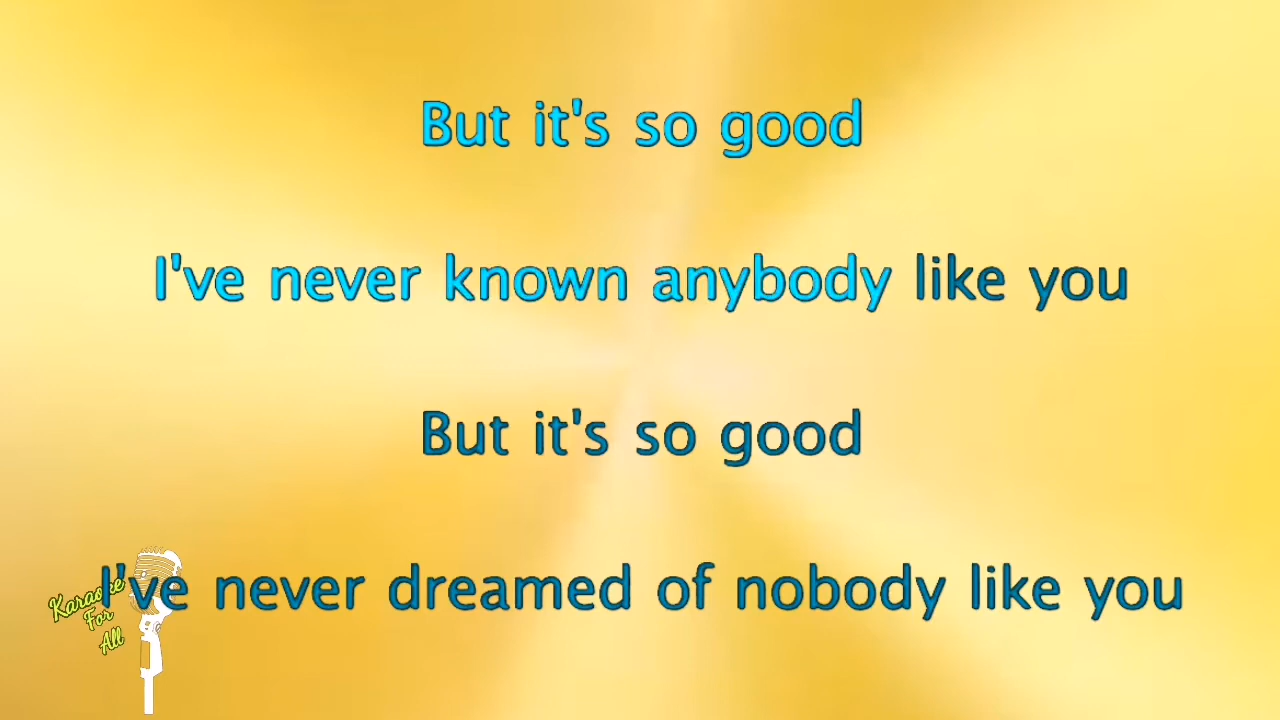 But it's so good
I've never known anybody like you
But it's so good
I've never dreamed of nobody like you
Karaoke
For
All